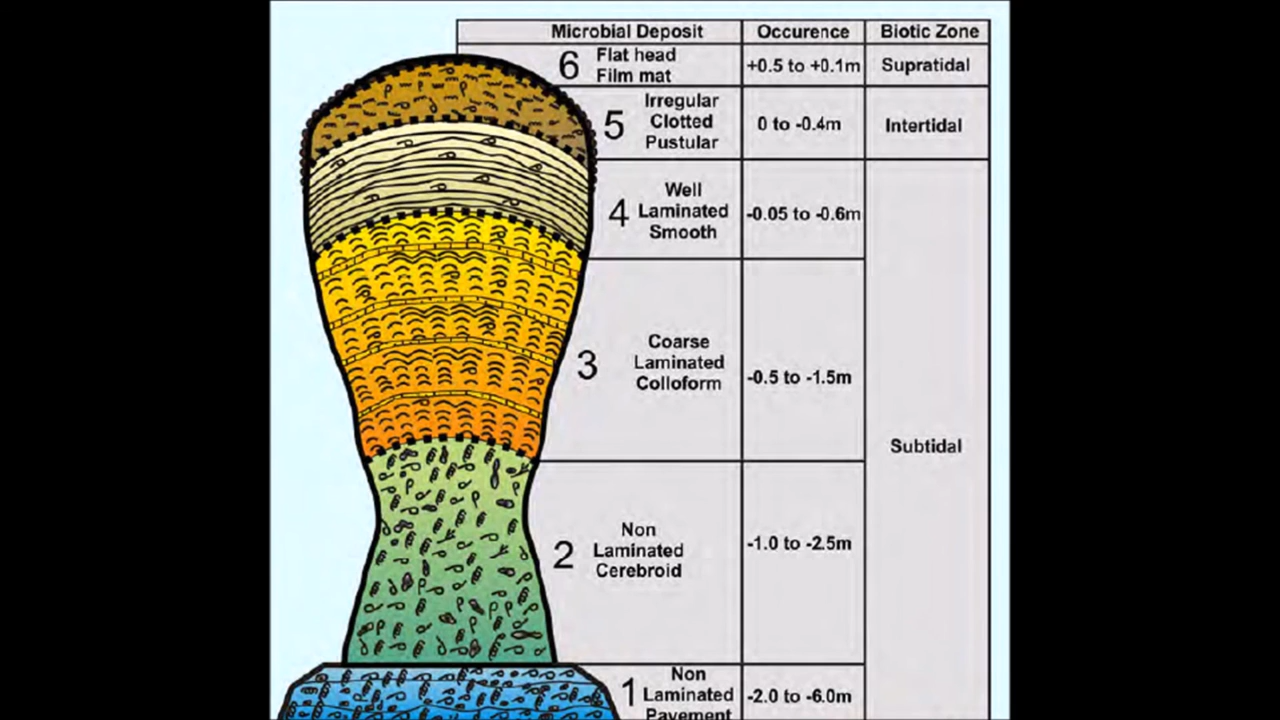 Microbial Deposit Occurence Biotic Zone
6 Flat head
Film mat
+0.5 to +0.1m
Supratidal
5 Irregular
Clotted
Pustular
0 to -0.4m
Intertidal
4 Well
Laminated
Smooth
-0.05 to -0.6m
3 Coarse
Laminated
Colloform
-0.5 to -1.5m
Subtidal
2 Non
Laminated
Cerebroid
-1.0 to -2.5m
1 Non
Laminated
Pavement
-2.0 to -6.0m